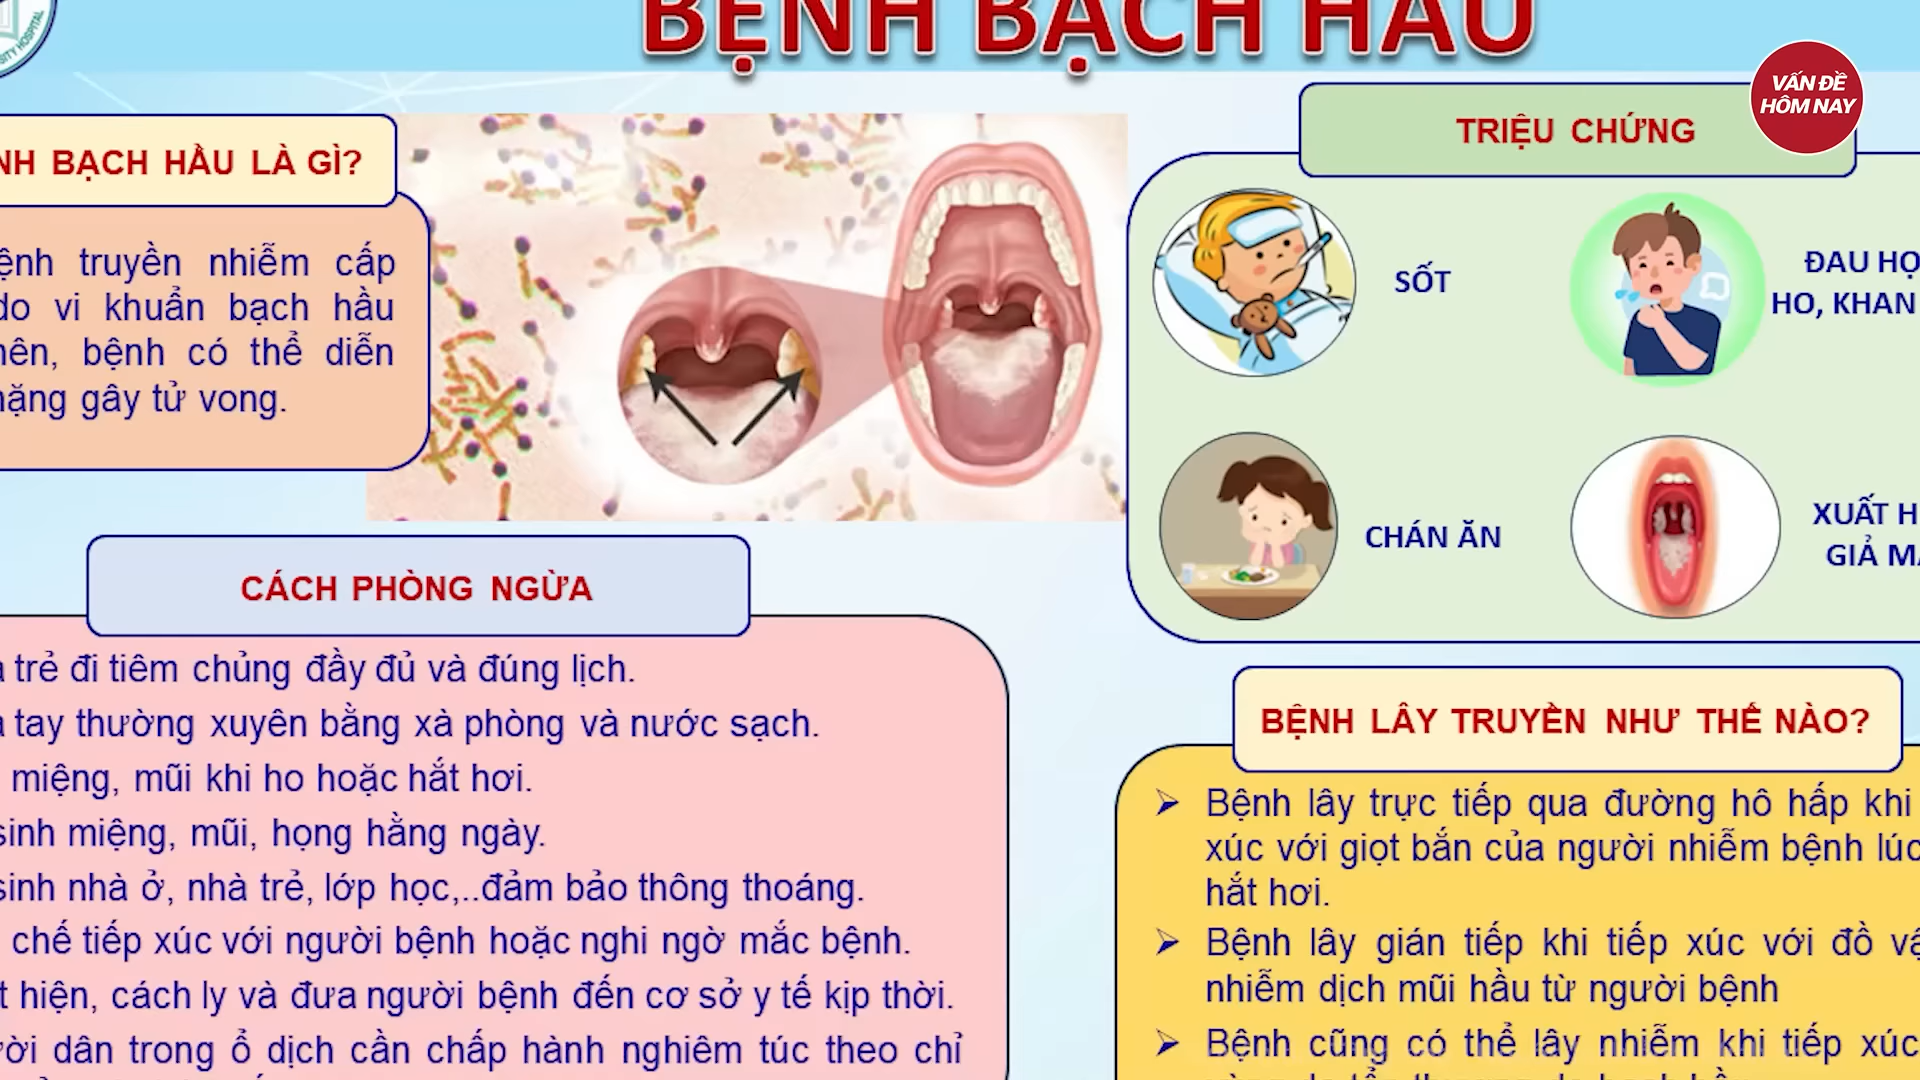 BỆNH BẠCH HẦU
SITY HOSPITAL
VẤN ĐỀ
HÔM NAY
NH BẠCH HẦU LÀ GÌ?
ệnh truyền nhiễm cấp
do vi khuẩn bạch hầu
nên, bệnh có thể diễn
nặng gây tử vong.
TRIỆU CHỨNG
SỐT
ĐAU HỌ
HO, KHAN
CHÁN ĂN
XUẤT H
GIẢ MẠ
CÁCH PHÒNG NGỪA
trẻ đi tiêm chủng đầy đủ và đúng lịch.
tay thường xuyên bằng xà phòng và nước sạch.
miệng, mũi khi ho hoặc hắt hơi.
sinh miệng, mũi, họng hằng ngày.
sinh nhà ở, nhà trẻ, lớp học,..đảm bảo thông thoáng.
chế tiếp xúc với người bệnh hoặc nghi ngờ mắc bệnh.
t hiện, cách ly và đưa người bệnh đến cơ sở y tế kịp thời.
ười dân trong ổ dịch cần chấp hành nghiêm túc theo chỉ
BỆNH LÂY TRUYỀN NHƯ THẾ NÀO?
➢ Bệnh lây trực tiếp qua đường hô hấp khi
xúc với giọt bắn của người nhiễm bệnh lúc
hắt hơi.
➢ Bệnh lây gián tiếp khi tiếp xúc với đồ vậ
nhiễm dịch mũi hầu từ người bệnh
➢ Bệnh cũng có thể lây nhiễm khi tiếp xúc